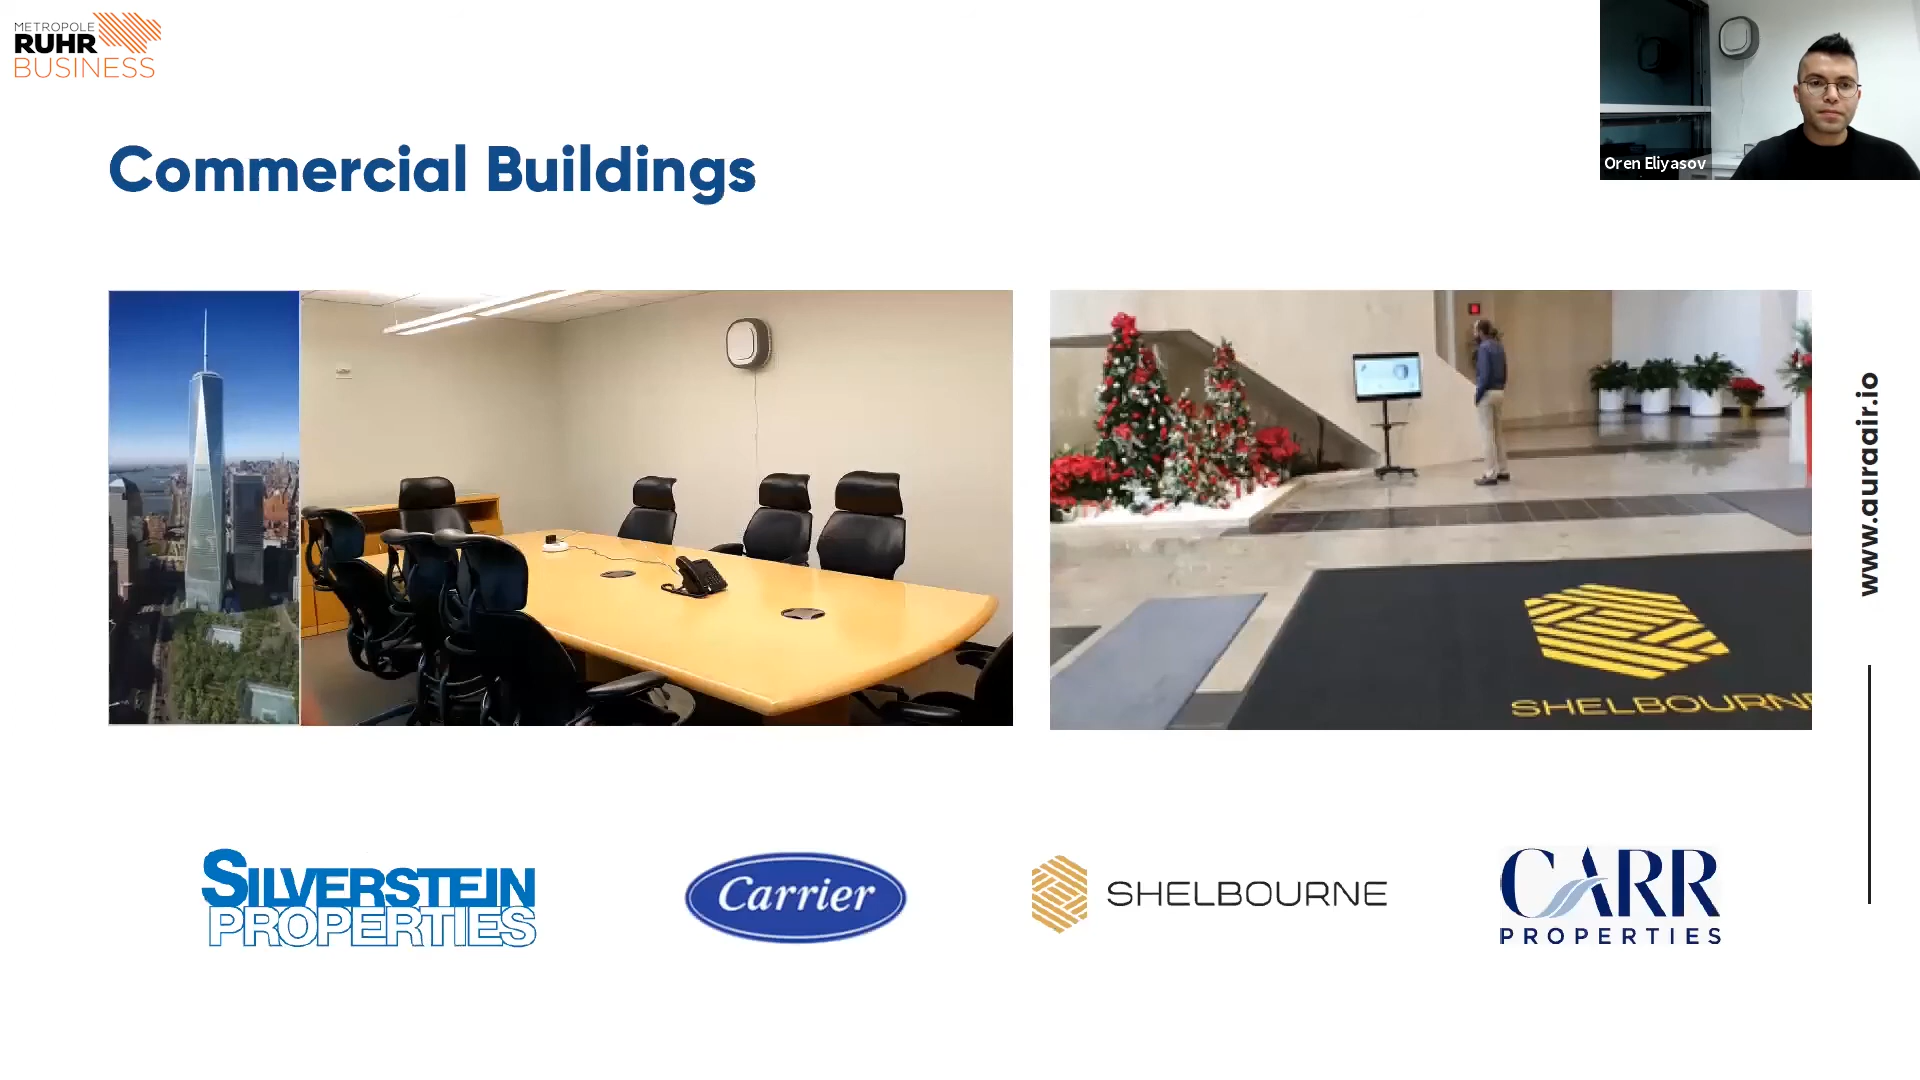 METROPOLE
RUHR
BUSINESS
Oren Eliyasov
Commercial Buildings
www.auraair.io
SHELBOURNE
SILVERSTEIN
PROPERTIES
Carrier
SHELBOURNE
CARR
PROPERTIES